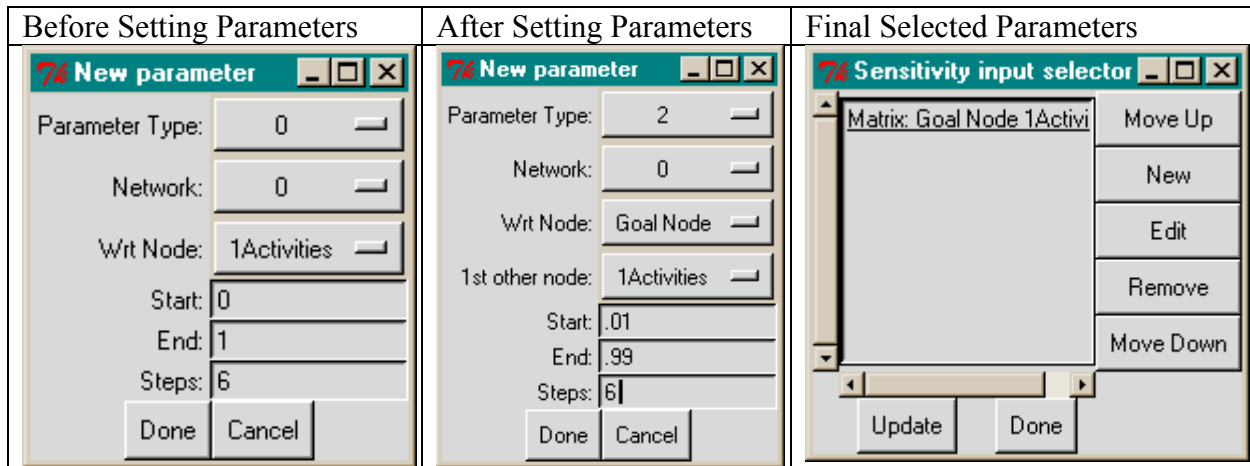 Before Setting Parameters
New parameter
Parameter Type: 0
Network: 0
Wrt Node: 1Activities
Start: 0
End: 1
Steps: 6
Done Cancel
After Setting Parameters
New parameter
Parameter Type: 2
Network: 0
Wrt Node: Goal Node
1st other node: 1Activities
Start: .01
End: .99
Steps: 6
Done Cancel
Final Selected Parameters
Sensitivity input selector
Matrix: Goal Node 1Activi
Move Up
New
Edit
Remove
Move Down
Update Done